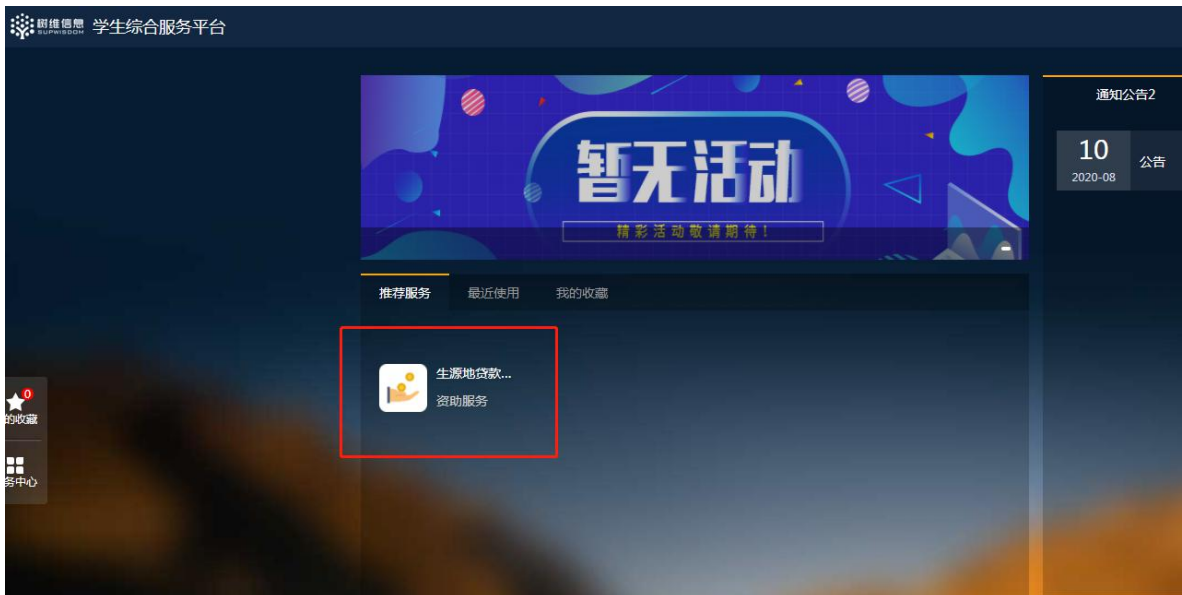 树维信息
SUPWISDOM
学生综合服务平台
暂无活动
精彩活动敬请期待！
通知公告2
10
2020-08
公告
推荐服务
最近使用
我的收藏
生源地贷款...
资助服务
0
的收藏
务中心